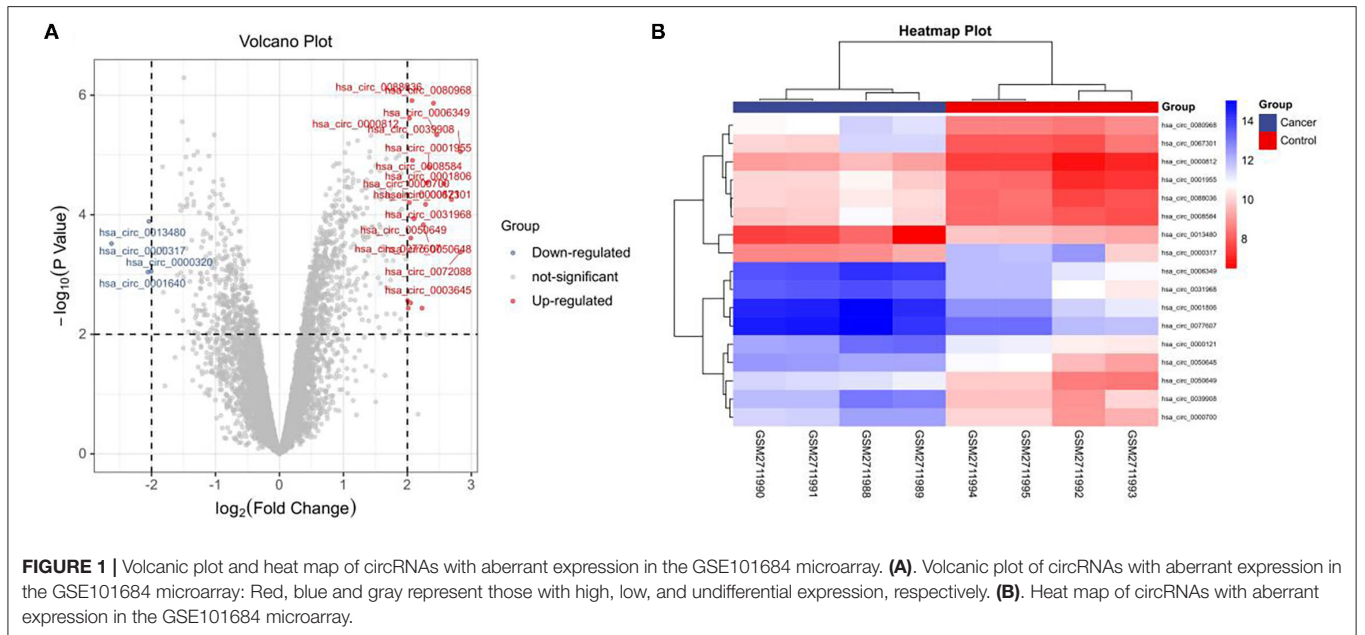 A
Volcano Plot
6
4
2
0
-2
-1
0
1
2
3
−log10(P Value)
log2(Fold Change)
hsa_circ_0080968
hsa_circ_0006349
hsa_circ_0000812
hsa_circ_0039908
hsa_circ_0001955
hsa_circ_0008584
hsa_circ_0001806
hsa_circ_0000700
hsa_circ_0031968
hsa_circ_0050649
hsa_circ_0050648
hsa_circ_0072088
hsa_circ_0003645
hsa_circ_0013480
hsa_circ_0000317
hsa_circ_0000320
hsa_circ_0001640
Group
Down-regulated
not-significant
Up-regulated
B
Heatmap Plot
Group
hsa_circ_0080968
hsa_circ_0067301
hsa_circ_0000812
hsa_circ_0001955
hsa_circ_0088036
hsa_circ_0008584
hsa_circ_0013480
hsa_circ_0000317
hsa_circ_0006349
hsa_circ_0031968
hsa_circ_0001806
hsa_circ_0077607
hsa_circ_0000121
hsa_circ_0050648
hsa_circ_0050649
hsa_circ_0039908
hsa_circ_0000700
GSM2711990
GSM2711991
GSM2711988
GSM2711989
GSM2711994
GSM2711995
GSM2711992
GSM2711993
14
12
10
8
Group
Cancer
Control
FIGURE 1 | Volcanic plot and heat map of circRNAs with aberrant expression in the GSE101684 microarray. (A). Volcanic plot of circRNAs with aberrant expression in
the GSE101684 microarray: Red, blue and gray represent those with high, low, and undifferential expression, respectively. (B). Heat map of circRNAs with aberrant
expression in the GSE101684 microarray.